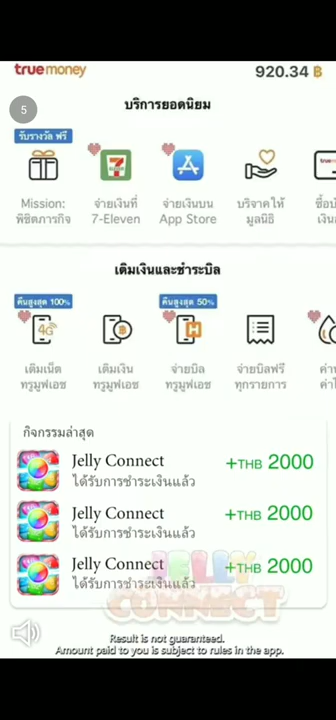 truemoney 920.34 ฿
5
บริการยอดนิยม
รับรางวัล ฟรี
Mission: จ่ายเงินที่ จ่ายเงินบน บริจาคให้
พิชิตภารกิจ 7-Eleven App Store มูลนิธิ
เติมเงินและชำระบิล
คืนสูงสุด 100% คืนสูงสุด 50%
4G
เติมเน็ต เติมเงิน จ่ายบิล จ่ายบิลฟรี
ทรูมูฟเอช ทรูมูฟเอช ทรูมูฟเอช ทุกรายการ
กิจกรรมล่าสุด
Jelly Connect +THB 2000
ได้รับการชำระเงินแล้ว
Jelly Connect +THB 2000
ได้รับการชำระเงินแล้ว
Jelly Connect +THB 2000
ได้รับการชำระเงินแล้ว
JELLY
CONNECT
Result is not guaranteed.
Amount paid to you is subject to rules in the app.